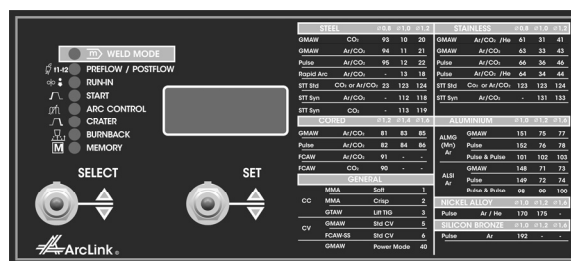 m WELD MODE
t1-t2 PREFLOW / POSTFLOW
RUN-IN
START
ARC CONTROL
CRATER
BURNBACK
M MEMORY
SELECT
SET
ArcLink®
STEEL ø0,8 ø1,0 ø1,2
GMAW CO₂ 93 10 20
GMAW Ar/CO₂ 94 11 21
Pulse Ar/CO₂ 95 12 22
Rapid Arc Ar/CO₂ - 13 18
STT Std CO₂ or Ar/CO₂ 23 123 124
STT Syn Ar/CO₂ - 112 118
STT Syn CO₂ - 113 119
CORED ø1,2 ø1,4 ø1,6
GMAW Ar/CO₂ 81 83 85
Pulse Ar/CO₂ 82 84 86
FCAW Ar/CO₂ 91 - -
FCAW CO₂ 90 - -
GENERAL
CC
MMA Soft 1
MMA Crisp 2
GTAW Lift TIG 3
CV
GMAW Std CV 5
FCAW-SS Std CV 6
GMAW Power Mode 40
STAINLESS ø0,8 ø1,0 ø1,2
GMAW Ar/CO₂ /He 61 31 41
GMAW Ar/CO₂ 63 33 43
Pulse Ar/CO₂ 66 36 46
Pulse Ar/CO₂ /He 64 34 44
STT Std Ar/CO₂ 123 123 124
STT Syn Ar/CO₂ - 131 133
ALUMINIUM ø1,0 ø1,2 ø1,6
ALMG (Mn) Ar
GMAW 151 75 77
Pulse 152 76 78
Pulse & Pulse 101 102 103
ALSI Ar
GMAW 148 71 73
Pulse 149 72 74
Pulse & Pulse 98 99 100
NICKEL ALLOY ø1,0 ø1,2 ø1,6
Pulse Ar / He 170 175 -
SILICON BRONZE ø1,0 ø1,2 ø1,6
Pulse Ar 192 - -